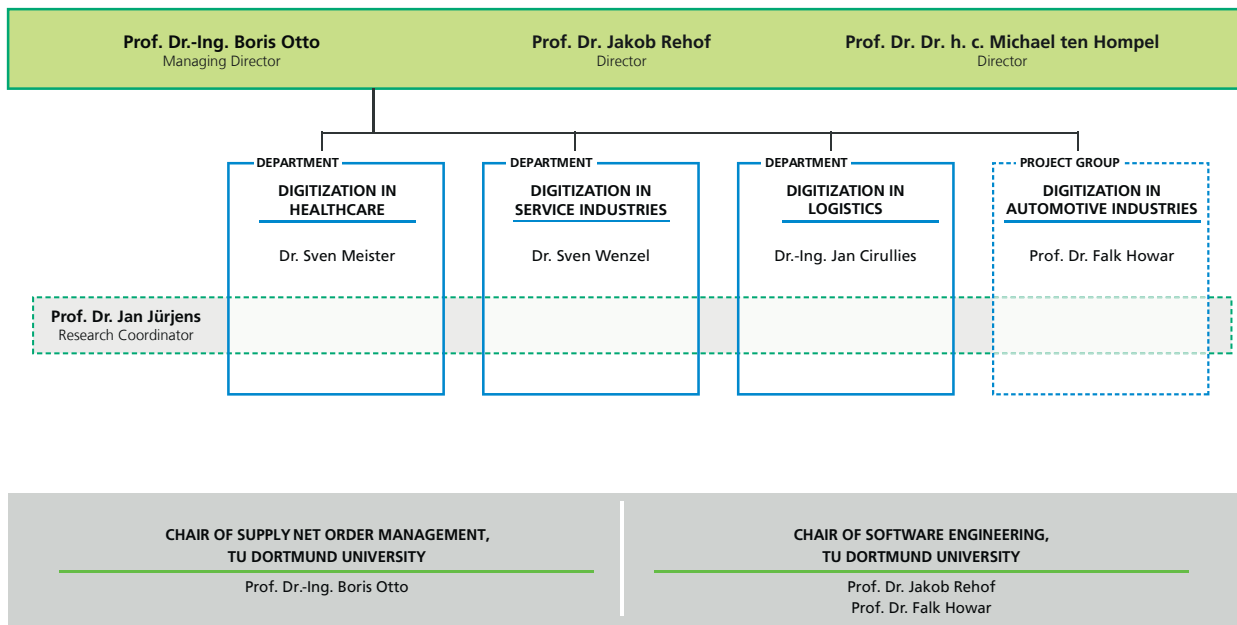 Prof. Dr.-Ing. Boris Otto
Managing Director
Prof. Dr. Jakob Rehof
Director
Prof. Dr. Dr. h. c. Michael ten Hompel
Director
DEPARTMENT
DIGITIZATION IN
HEALTHCARE
Dr. Sven Meister
DEPARTMENT
DIGITIZATION IN
SERVICE INDUSTRIES
Dr. Sven Wenzel
DEPARTMENT
DIGITIZATION IN
LOGISTICS
Dr.-Ing. Jan Cirullies
PROJECT GROUP
DIGITIZATION IN
AUTOMOTIVE INDUSTRIES
Prof. Dr. Falk Howar
Prof. Dr. Jan Jürjens
Research Coordinator
CHAIR OF SUPPLY NET ORDER MANAGEMENT,
TU DORTMUND UNIVERSITY
Prof. Dr.-Ing. Boris Otto
CHAIR OF SOFTWARE ENGINEERING,
TU DORTMUND UNIVERSITY
Prof. Dr. Jakob Rehof
Prof. Dr. Falk Howar